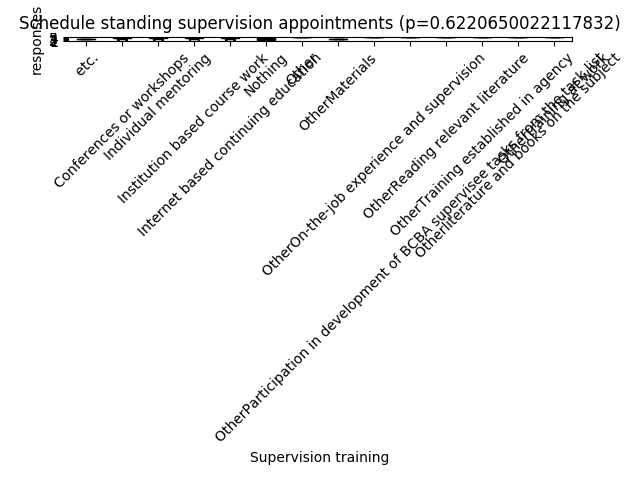 Schedule standing supervision appointments (p=0.6220650022117832)
responses
etc.
Conferences or workshops
Individual mentoring
Institution based course work
Internet based continuing education
Nothing
Other
OtherMaterials
OtherOn-the-job experience and supervision
OtherReading relevant literature
OtherTraining established in agency
OtherParticipation in development of BCBA supervisee tasks from the task list
Otherliterature and books on the subject
Supervision training